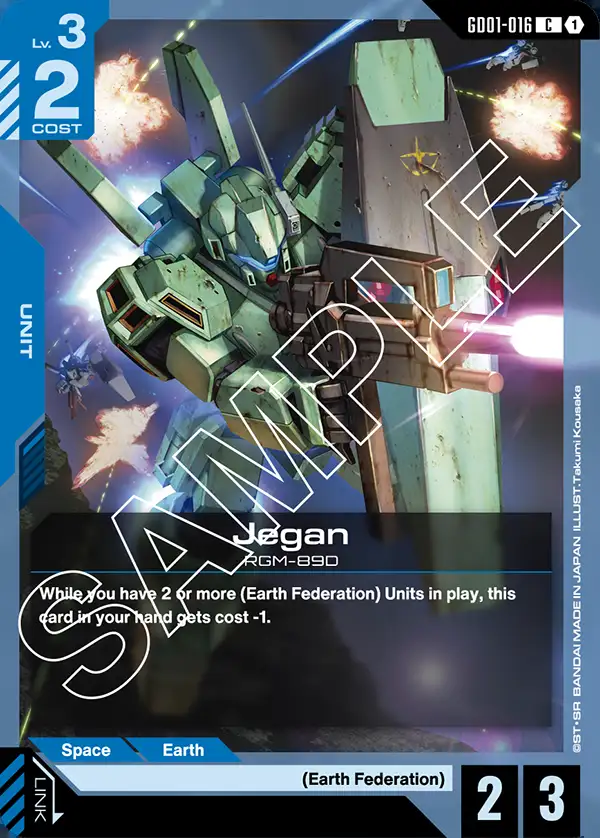 Lv. 3
2
COST
GD01-016 C 1
UNIT
SAMPLE
Jegan
RGM-89D
While you have 2 or more (Earth Federation) Units in play, this
card in your hand gets cost -1.
Space Earth
LINK
(Earth Federation)
2 3
©ST・SR BANDAI MADE IN JAPAN ILLUST.Takumi Kousaka